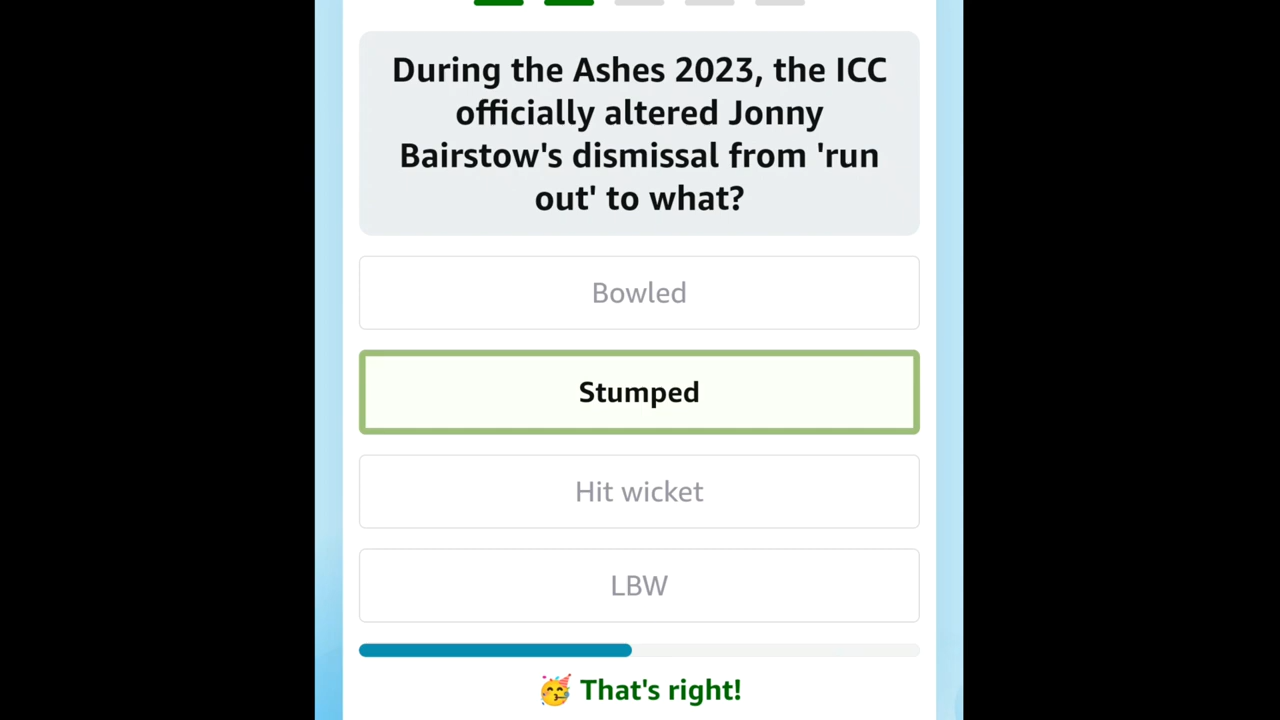 During the Ashes 2023, the ICC
officially altered Jonny
Bairstow's dismissal from 'run
out' to what?
Bowled
Stumped
Hit wicket
LBW
🥳 That's right!